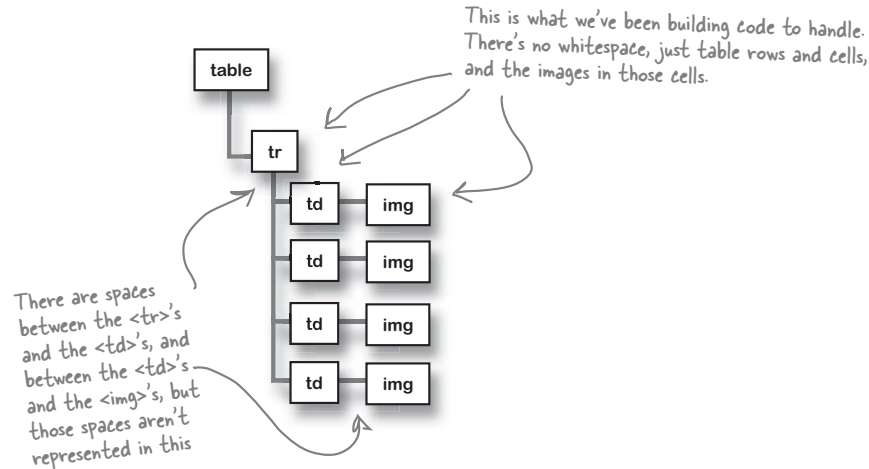 This is what we've been building code to handle.
There's no whitespace, just table rows and cells,
and the images in those cells.
table
tr
td img
td img
td img
td img
There are spaces
between the <tr>'s
and the <td>'s, and
between the <td>'s
and the <img>'s, but
those spaces aren't
represented in this